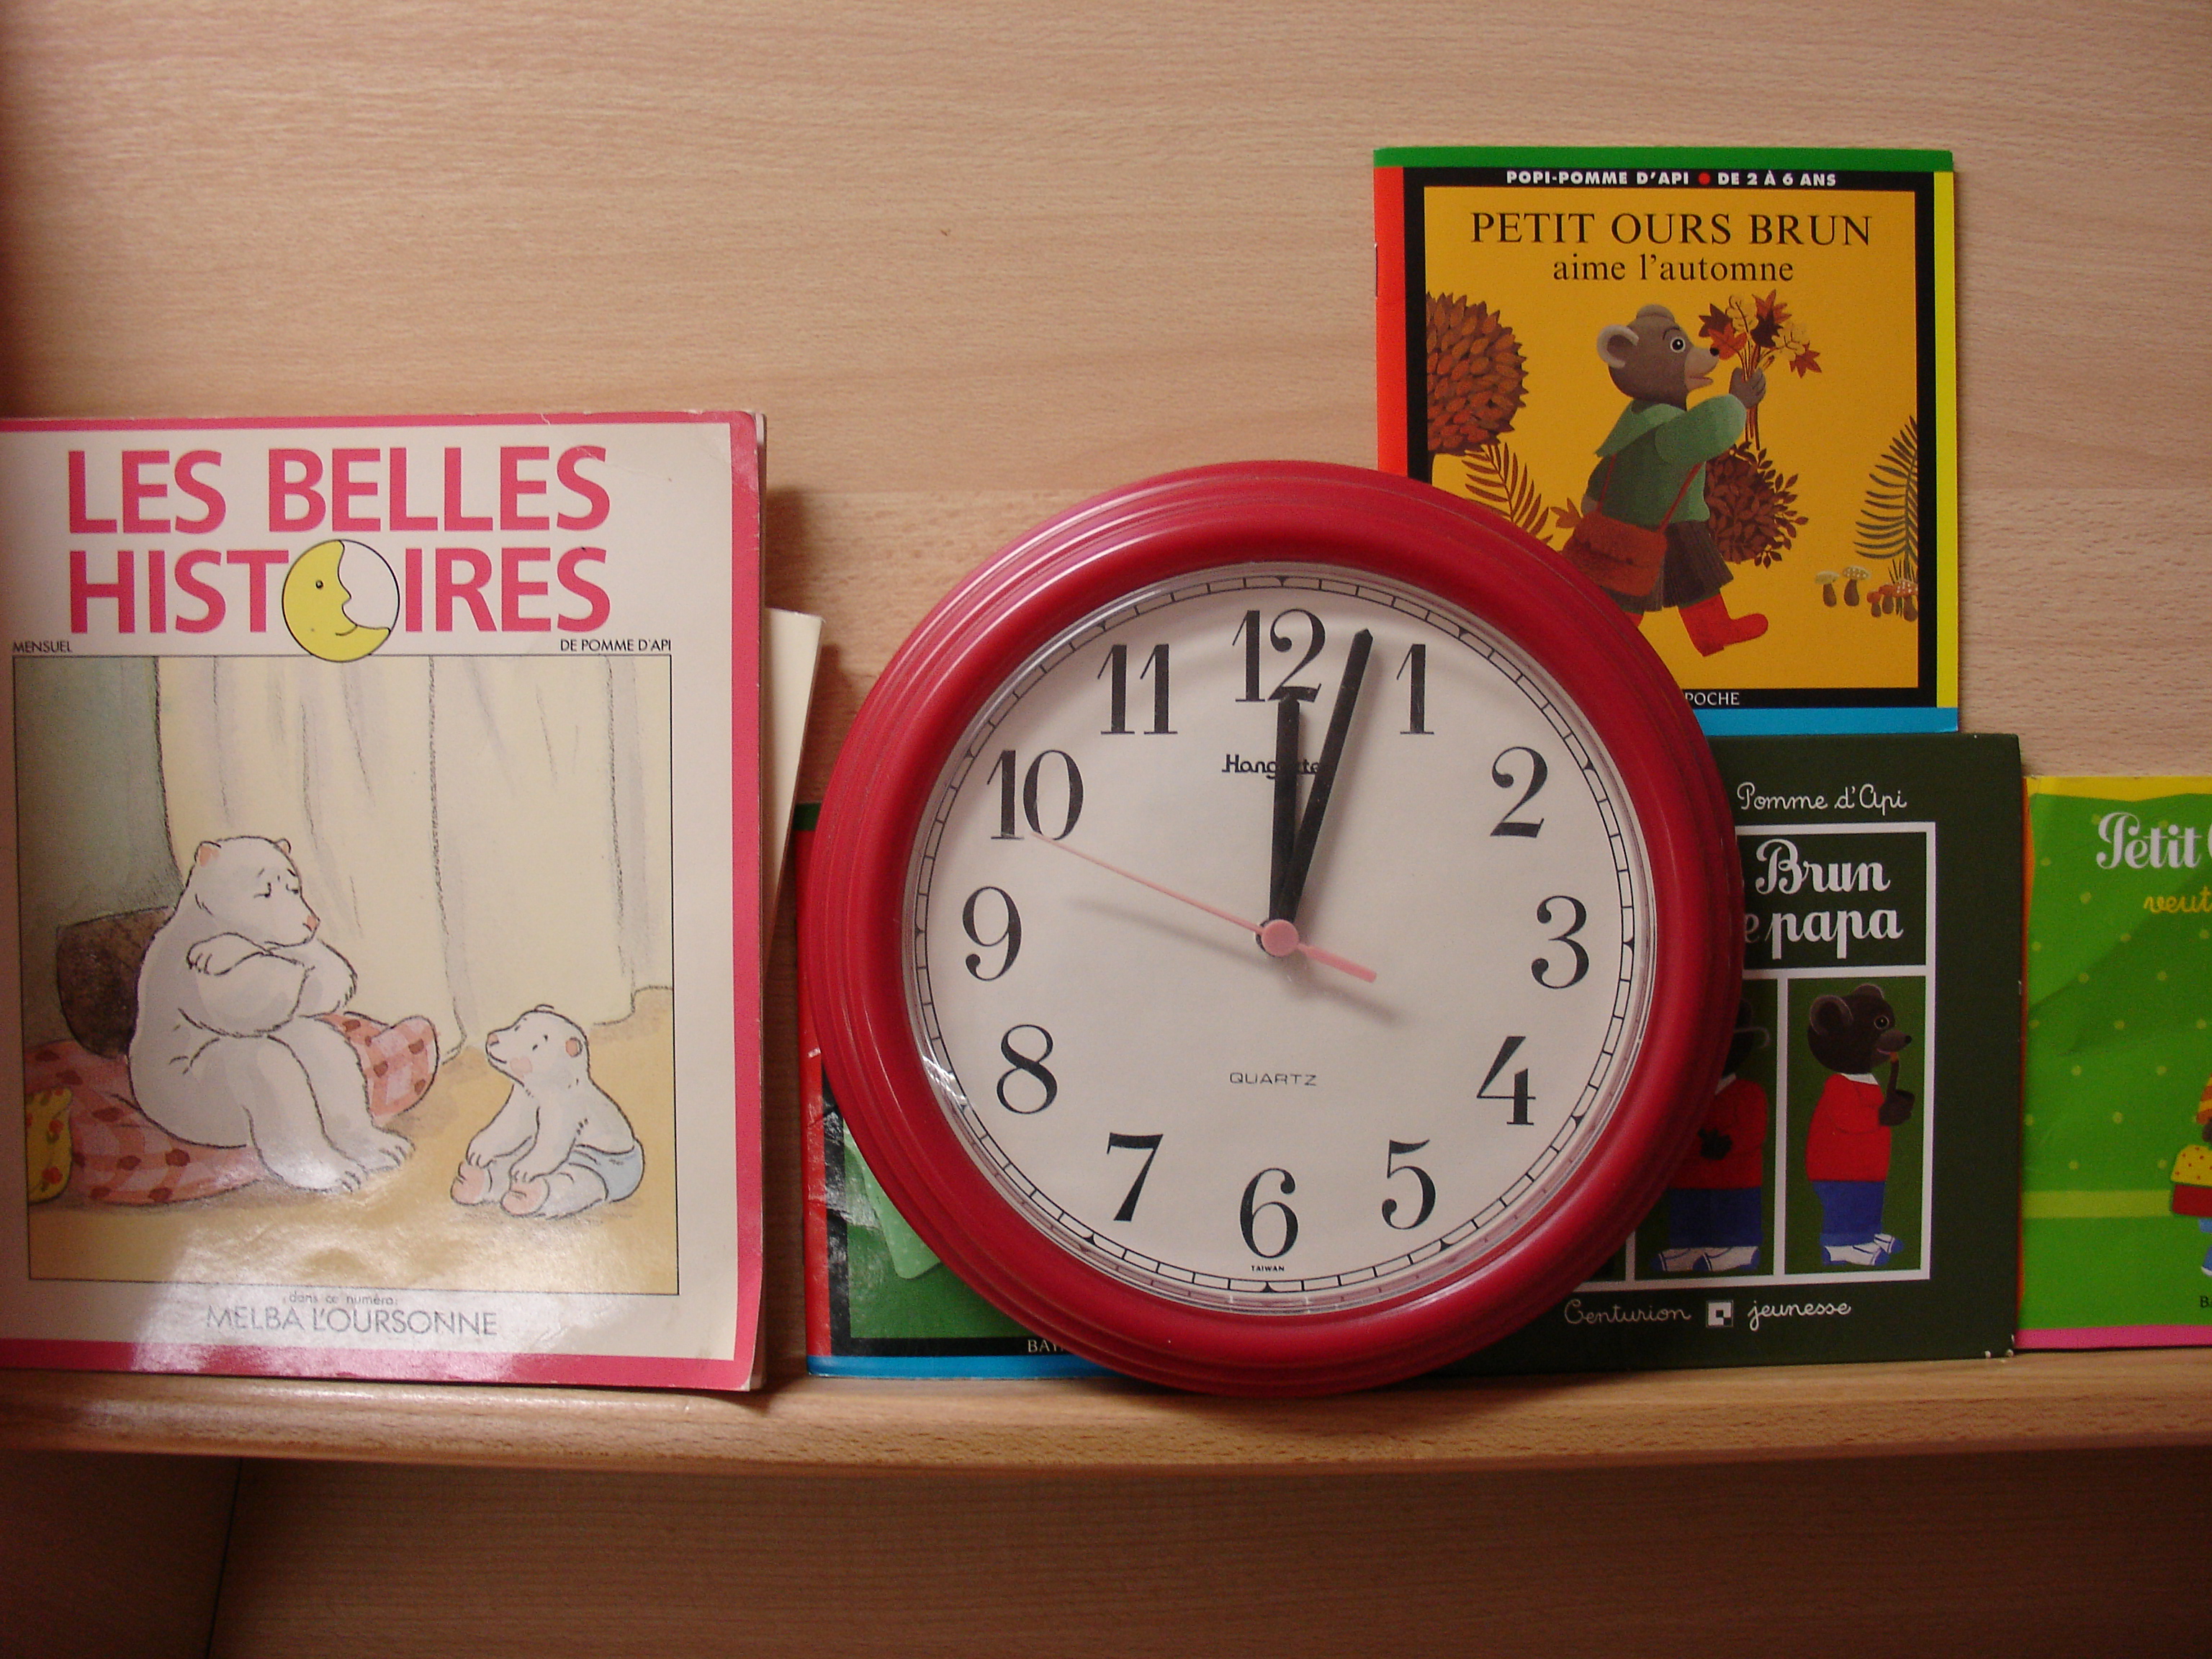 LES BELLES
HISTOIRES
MENSUEL DE POMME D'API
dans ce numéro:
MELBA L'OURSONNE
POPI-POMME D'API • DE 2 À 6 ANS
PETIT OURS BRUN
aime l'automne
POCHE
12
1
2
3
4
5
6
7
8
9
10
11
QUARTZ
TAIWAN
Pomme d'Api
Brun
papa
Centurion jeunesse
Petit
veut